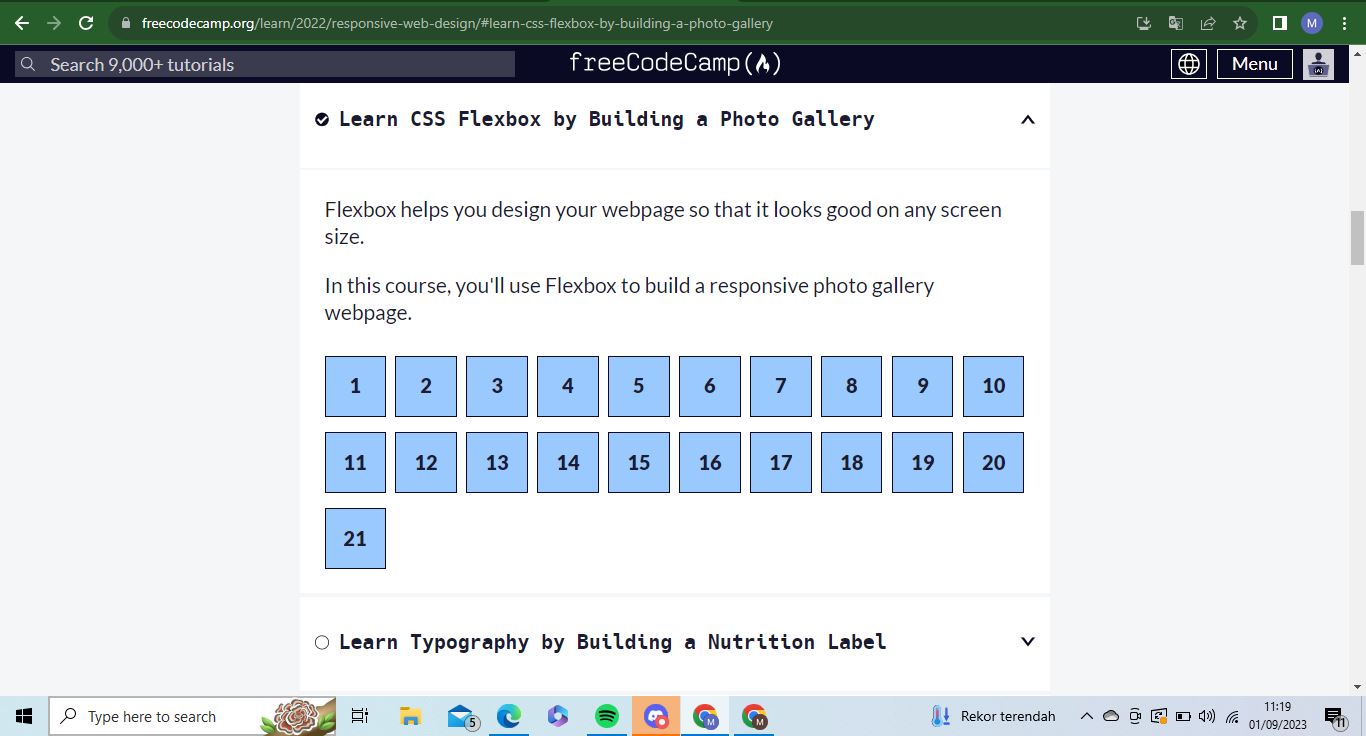 freecodecamp.org/learn/2022/responsive-web-design/#learn-css-flexbox-by-building-a-photo-gallery
M
Search 9,000+ tutorials
freeCodeCamp
Menu
Learn CSS Flexbox by Building a Photo Gallery
Flexbox helps you design your webpage so that it looks good on any screen
size.
In this course, you'll use Flexbox to build a responsive photo gallery
webpage.
1 2 3 4 5 6 7 8 9 10
11 12 13 14 15 16 17 18 19 20
21
Learn Typography by Building a Nutrition Label
Type here to search
5
M
M
Rekor terendah
11:19
01/09/2023
11